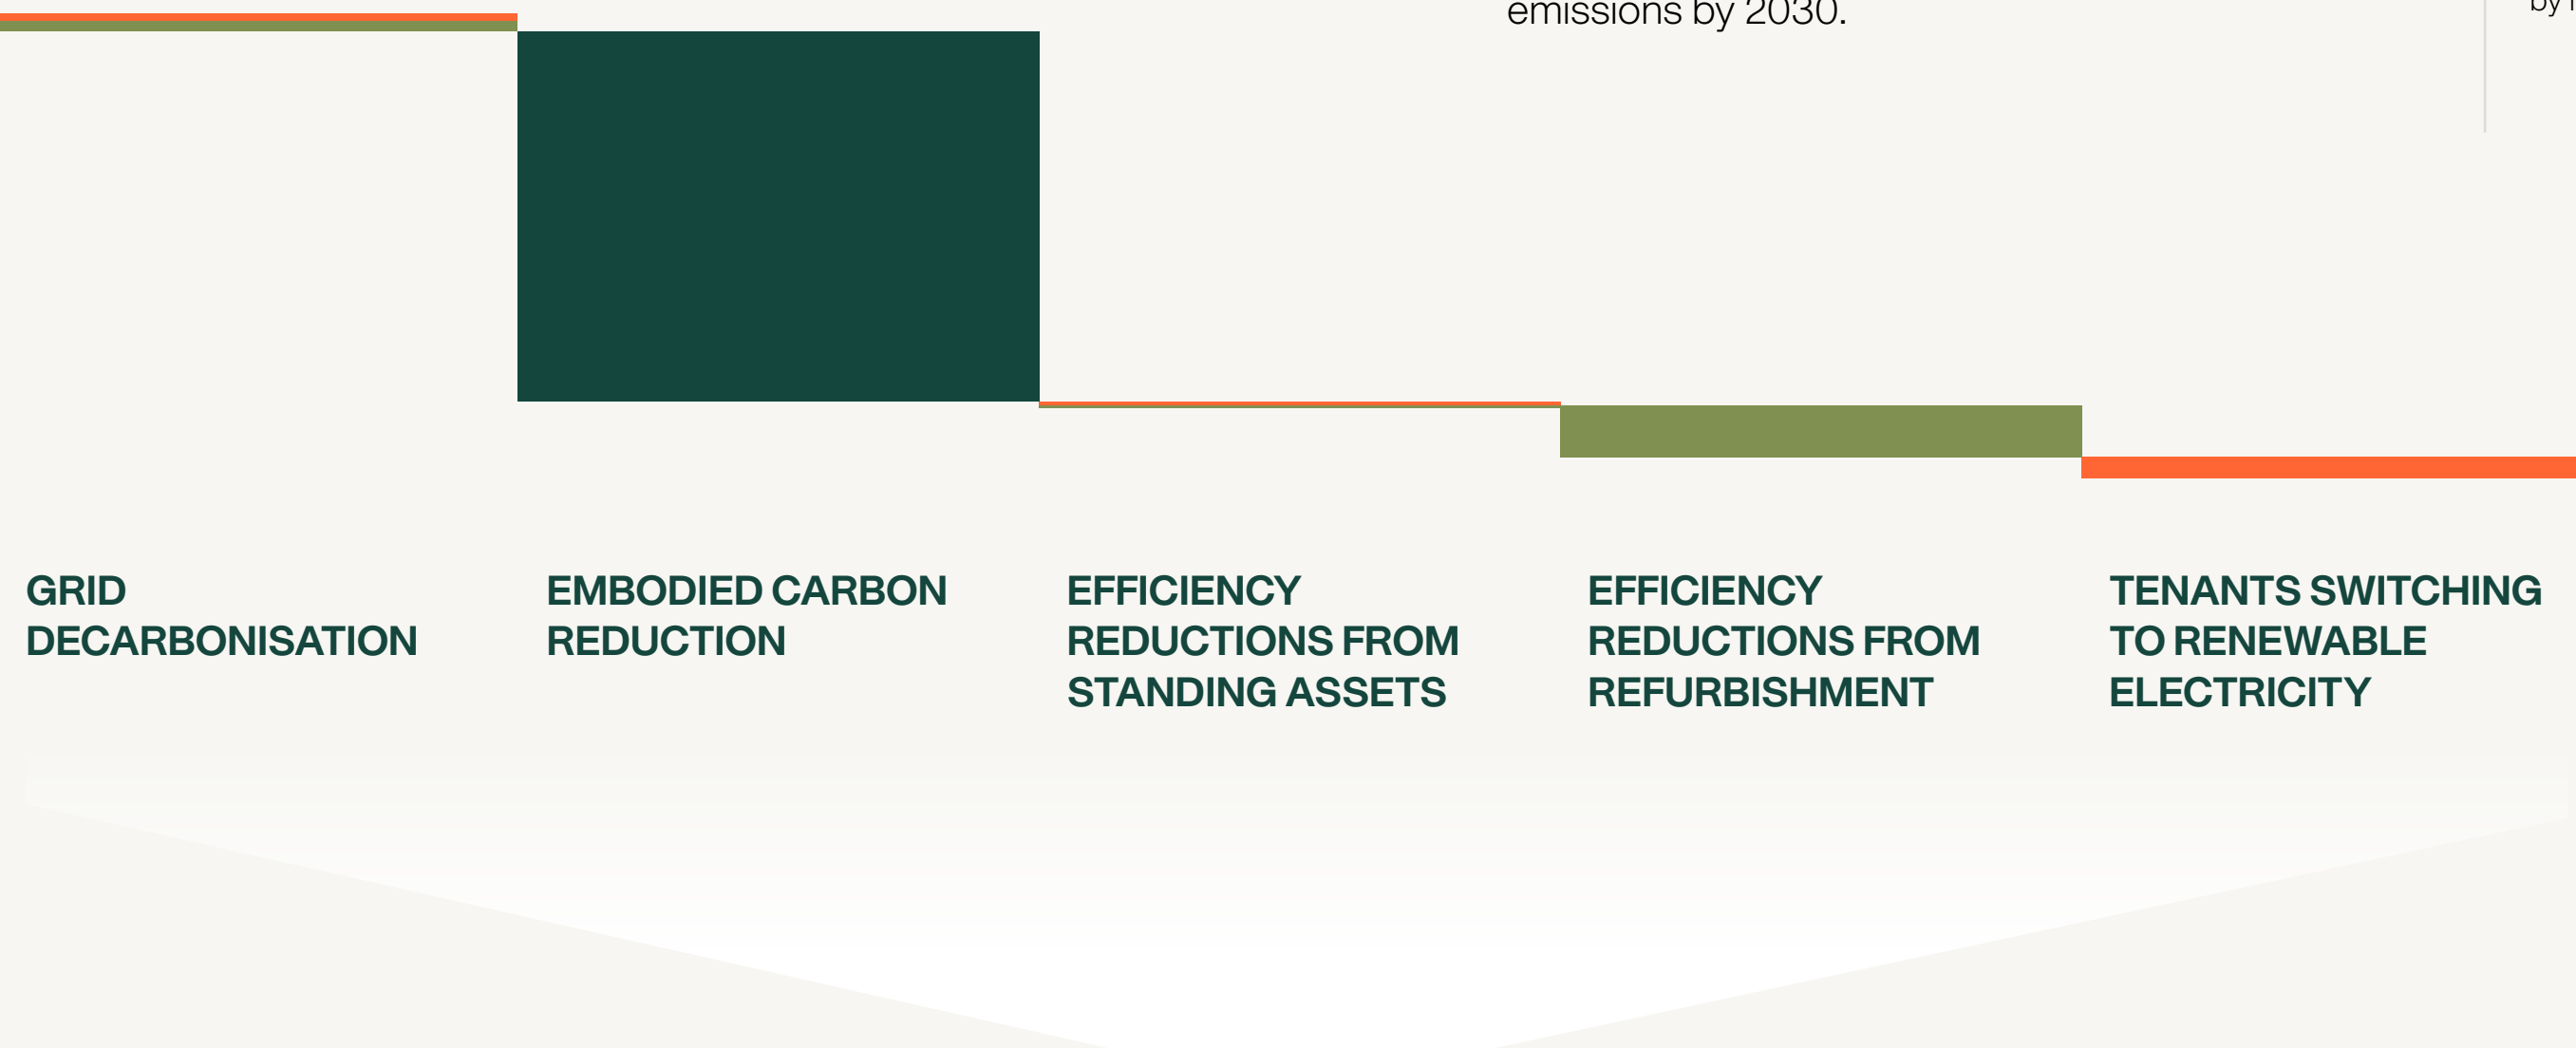 emissions by 2030.
by
GRID
DECARBONISATION
EMBODIED CARBON
REDUCTION
EFFICIENCY
REDUCTIONS FROM
STANDING ASSETS
EFFICIENCY
REDUCTIONS FROM
REFURBISHMENT
TENANTS SWITCHING
TO RENEWABLE
ELECTRICITY